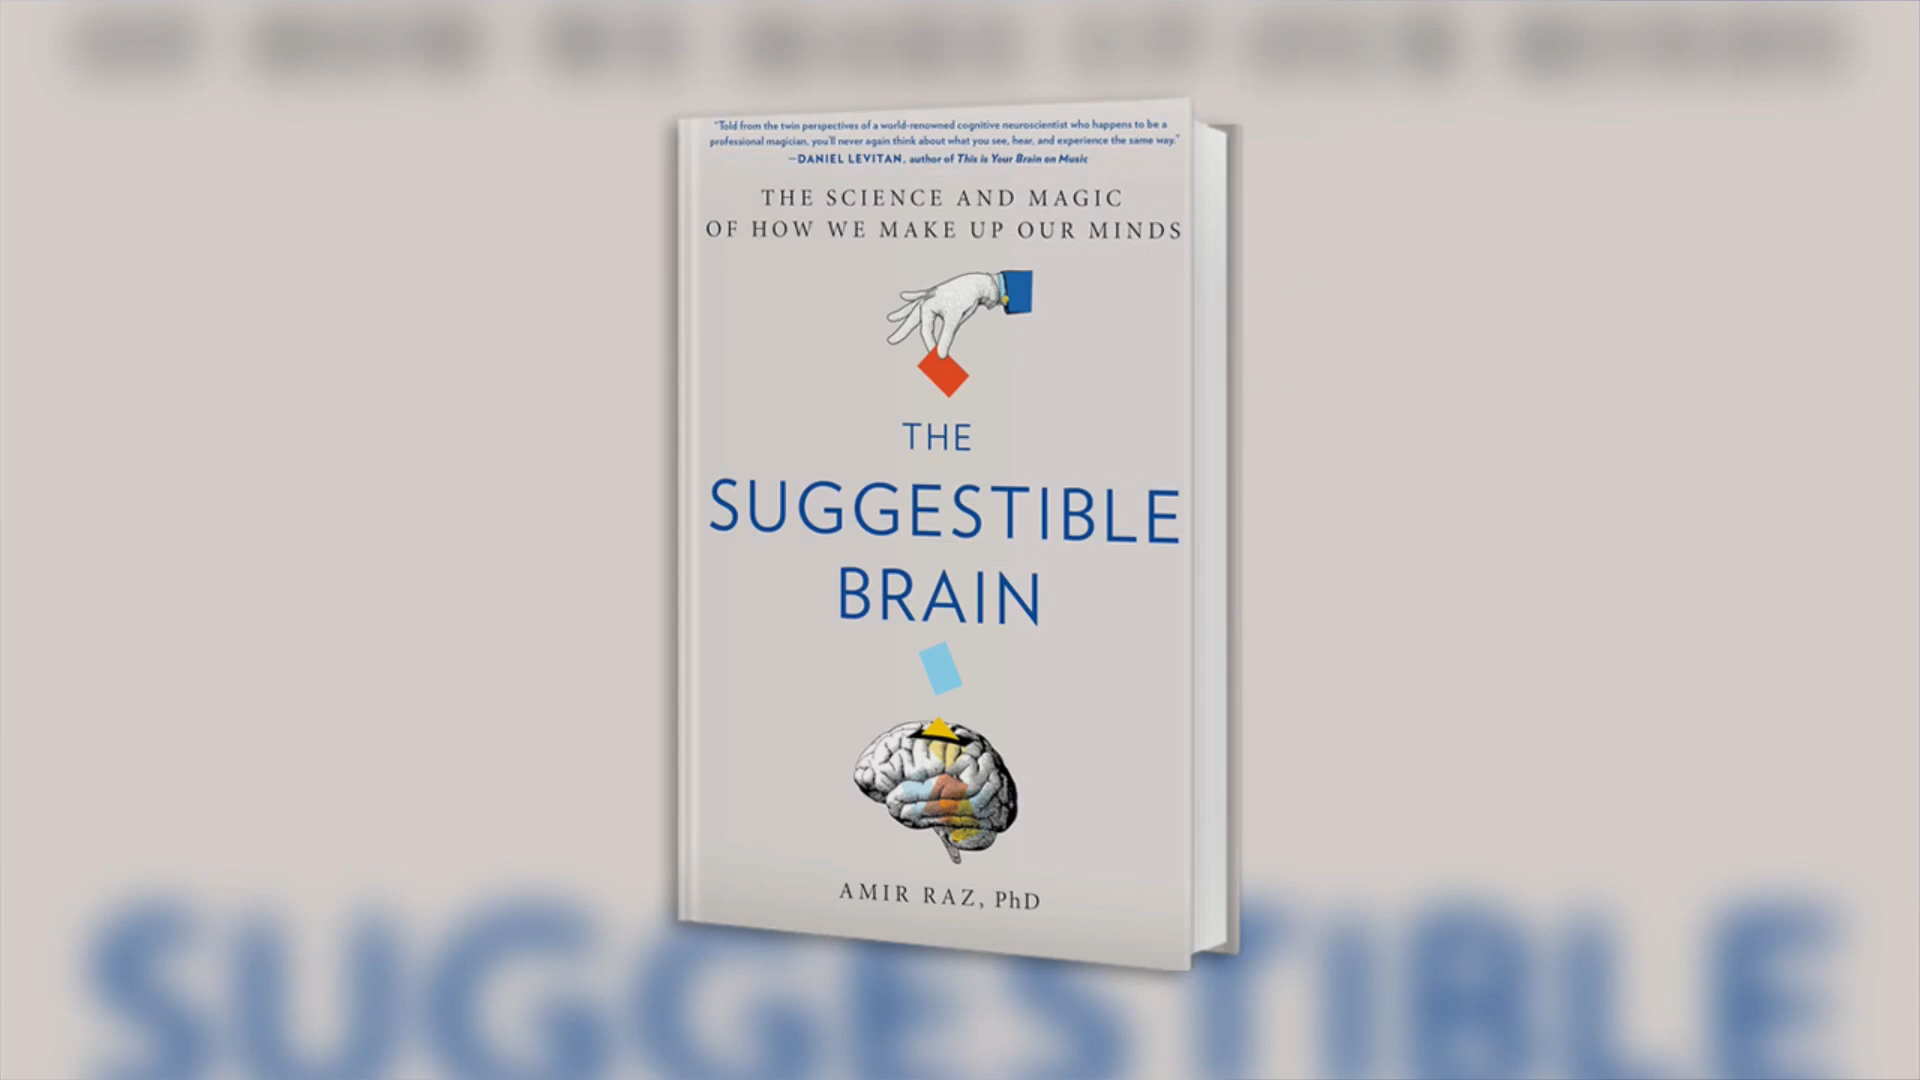 "Told from the twin perspectives of a world-renowned cognitive neuroscientist who happens to be a
professional magician, you'll never again think about what you see, hear, and experience the same way."
—DANIEL LEVITAN, author of This is Your Brain on Music
THE SCIENCE AND MAGIC
OF HOW WE MAKE UP OUR MINDS
THE
SUGGESTIBLE
BRAIN
AMIR RAZ, PhD
SUGGESTIBLE